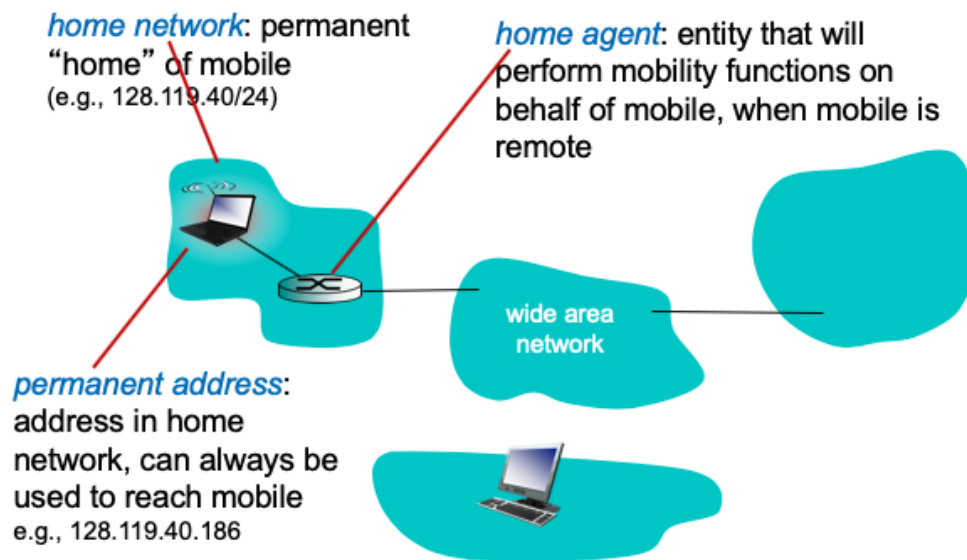 home network: permanent
“home” of mobile
(e.g., 128.119.40/24)
home agent: entity that will
perform mobility functions on
behalf of mobile, when mobile is
remote
wide area
network
permanent address:
address in home
network, can always be
used to reach mobile
e.g., 128.119.40.186